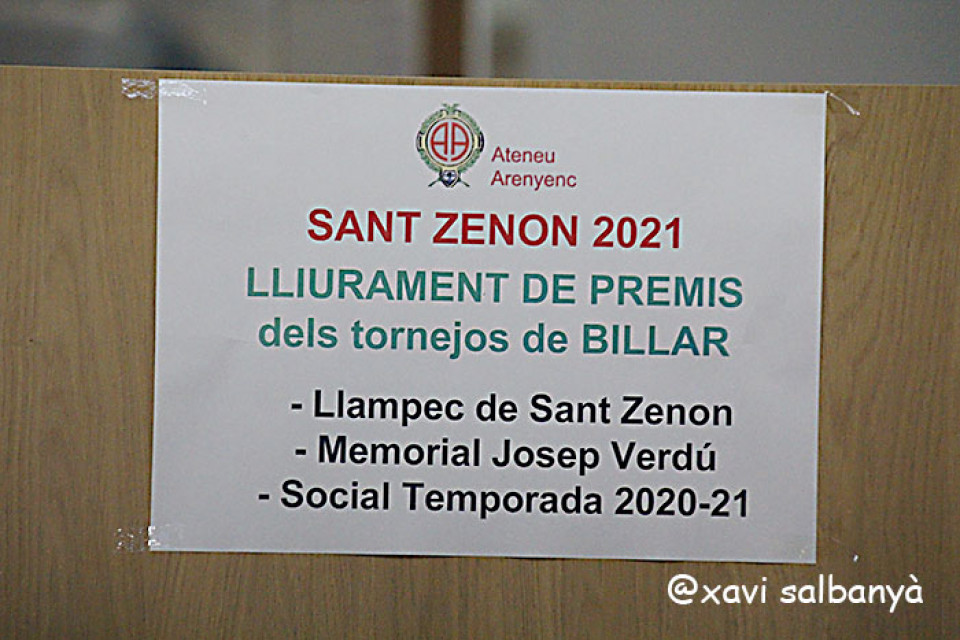 AA
Ateneu
Arenyenc
SANT ZENON 2021
LLIURAMENT DE PREMIS
dels tornejos de BILLAR
- Llampec de Sant Zenon
- Memorial Josep Verdú
- Social Temporada 2020-21
@xavi salbanyà